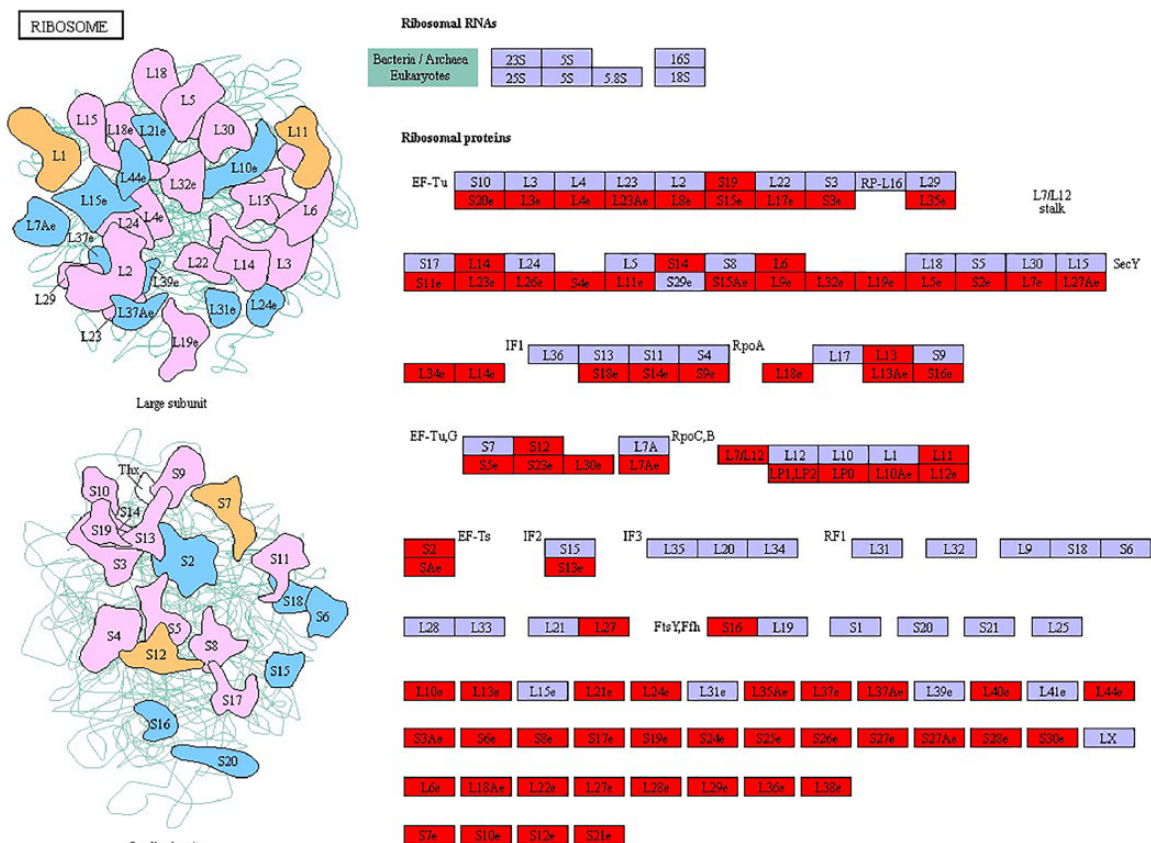 RIBOSOME
L18
L5
L15
L18e
L21e
L30
L11
L1
L44e
L10e
L32e
L15e
L13
L6
L7Ae
L24
L4e
L37e
L2
L22
L14
L3
L39e
L29
L37Ae
L31e
L24e
L23
L19e
Large subunit
Thx
S9
S10
S14
S7
S19
S13
S3
S2
S11
S18
S6
S4
S5
S8
S12
S15
S17
S16
S20
Ribosomal RNAs
Bacteria / Archaea 23S 5S 16S
Eukaryotes 25S 5S 5.8S 18S
Ribosomal proteins
EF-Tu S10 L3 L4 L23 L2 S19 L22 S3 RP-L16 L29
S20e L3e L4e L23Ae L8e S15e L17e S3e L35e
L7/L12
stalk
S17 L14 L24 L5 S14 S8 L6 L18 S5 L30 L15 SecY
S11e L23e L26e S4e L11e S29e S15Ae L9e L32e L19e L5e S2e L7e L27Ae
IF1 L36 S13 S11 S4 RpoA L17 L13 S9
L34e L14e S18e S14e S9e L18e L13Ae S16e
EF-Tu,G S7 S12 L7A RpoC,B L7/L12 L12 L10 L1 L11
S5e S23e L30e L7Ae LP1,LP2 LP0 L10Ae L12e
S2 EF-Ts IF2 S15 IF3 L35 L20 L34 RF1 L31 L32 L9 S18 S6
SAe S13e
L28 L33 L21 L27 FtsY,Ffh S16 L19 S1 S20 S21 L25
L10e L13e L15e L21e L24e L31e L35Ae L37e L37Ae L39e L40e L41e L44e
S3Ae S6e S8e S17e S19e S24e S25e S26e S27e S27Ae S28e S30e LX
L6e L18Ae L22e L27e L28e L29e L36e L38e
S7e S10e S12e S21e